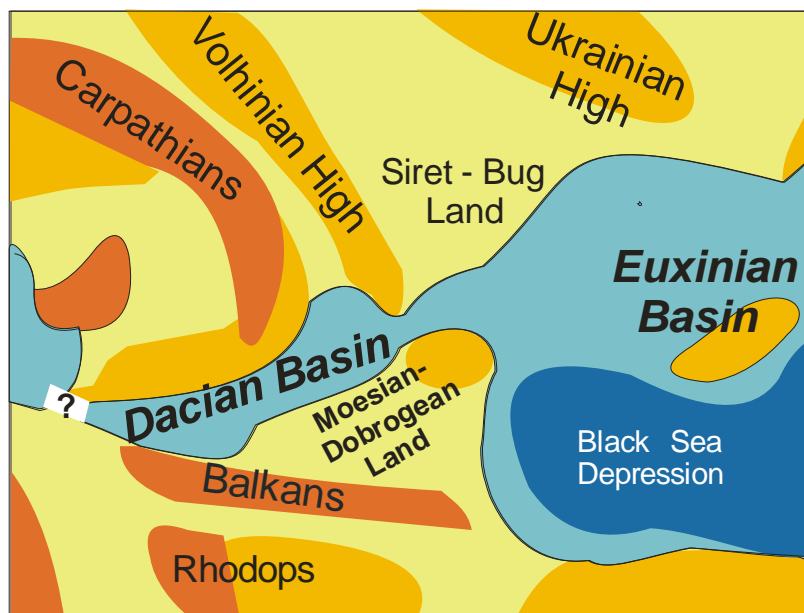 Ukrainian
High
Volhinian High
Carpathians
Siret - Bug
Land
Euxinian
Basin
Dacian Basin
?
Moesian-
Dobrogean
Land
Black Sea
Depression
Balkans
Rhodops